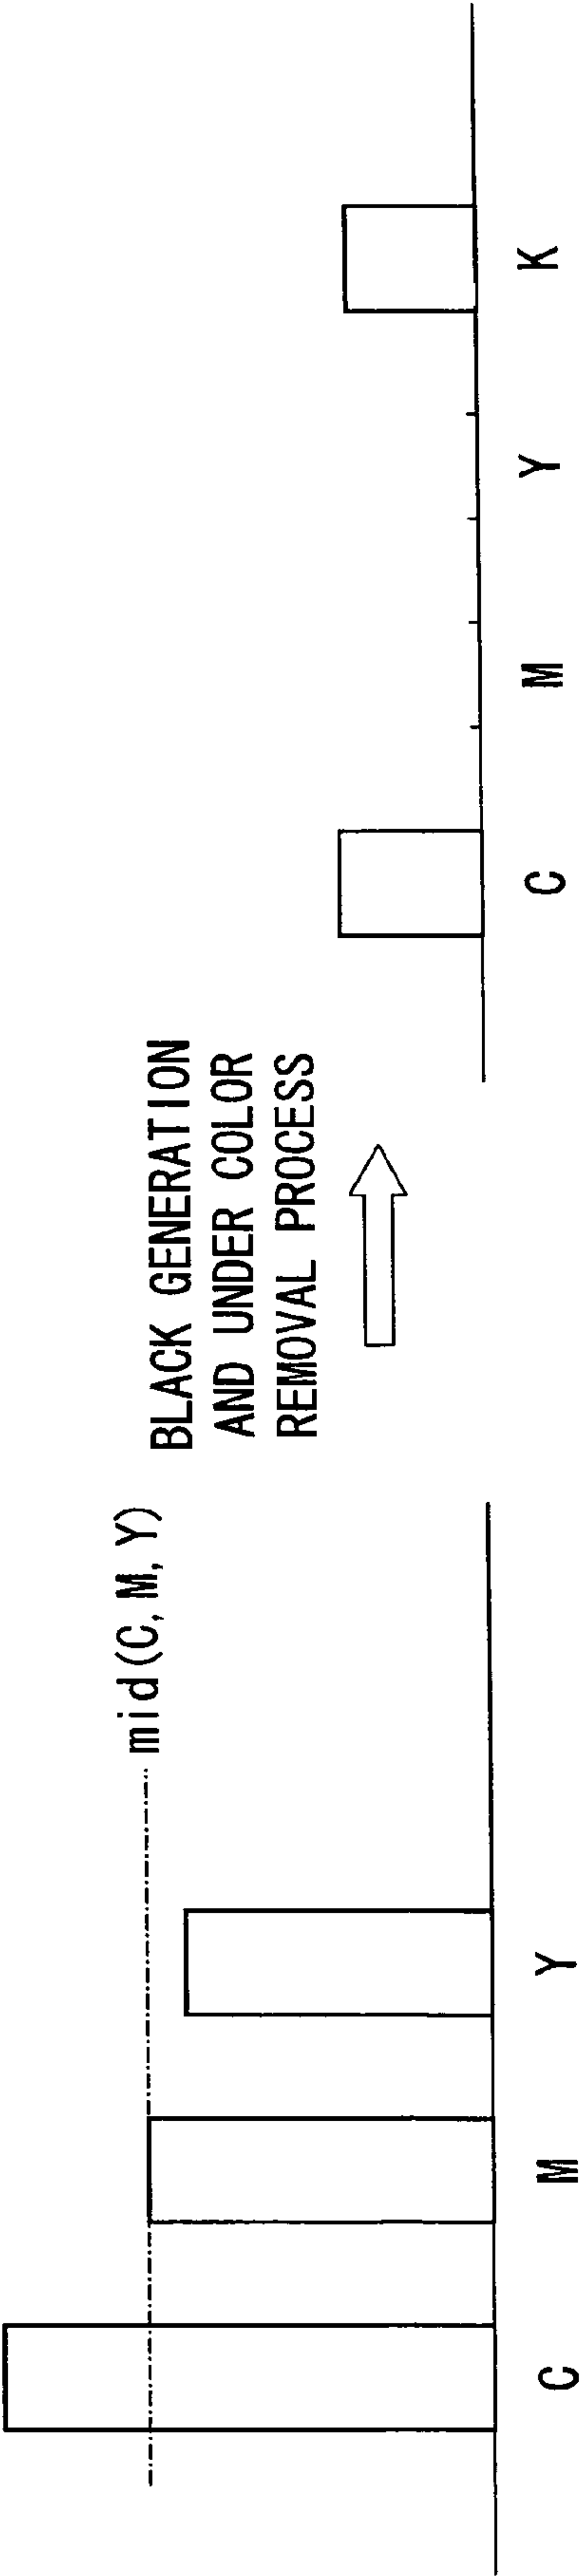 mid(C, M, Y)
C M Y
BLACK GENERATION
AND UNDER COLOR
REMOVAL PROCESS
C M Y K